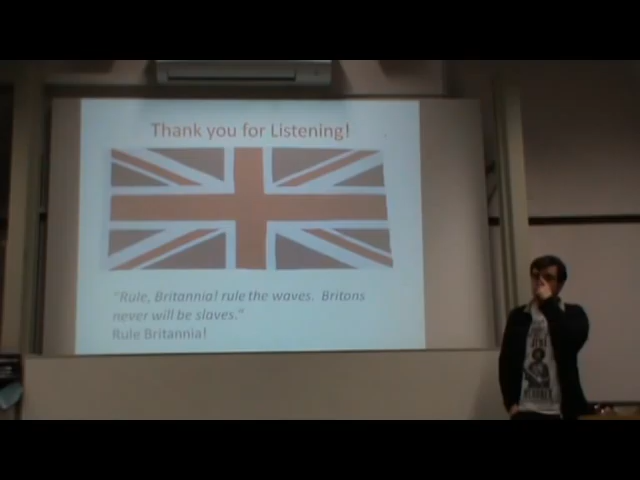 Thank you for Listening!
"Rule, Britannia! rule the waves.  Britons
never will be slaves."
Rule Britannia!